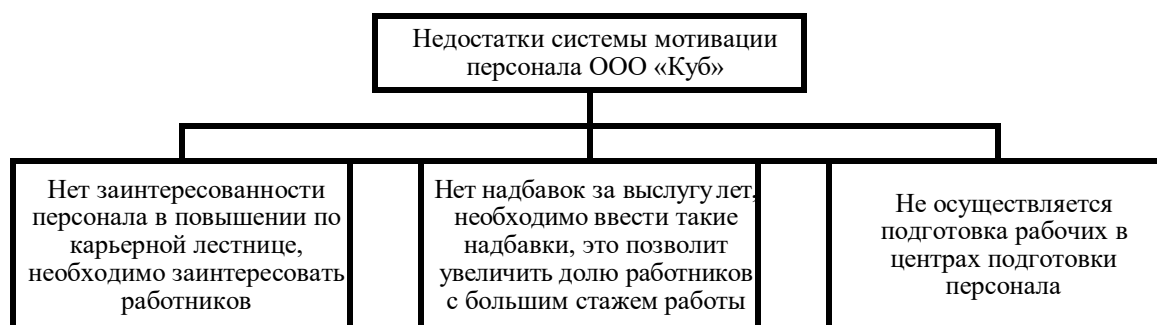 Недостатки системы мотивации
персонала ООО «Куб»
Нет заинтересованности
персонала в повышении по
карьерной лестнице,
необходимо заинтересовать
работников
Нет надбавок за выслугу лет,
необходимо ввести такие
надбавки, это позволит
увеличить долю работников
с большим стажем работы
Не осуществляется
подготовка рабочих в
центрах подготовки
персонала